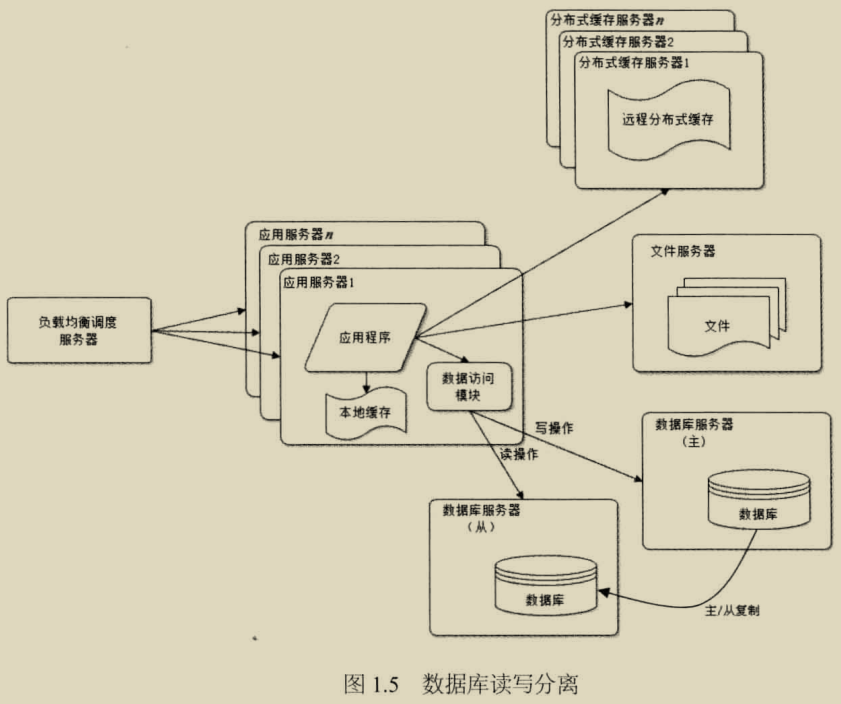 分布式缓存服务器n
分布式缓存服务器2
分布式缓存服务器1
远程分布式缓存
应用服务器n
应用服务器2
应用服务器1
文件服务器
负载均衡调度
服务器
应用程序
文件
数据访问
模块
本地缓存
写操作
读操作
数据库服务器
（主）
数据库
数据库服务器
（从）
数据库
主/从复制
图 1.5 数据库读写分离